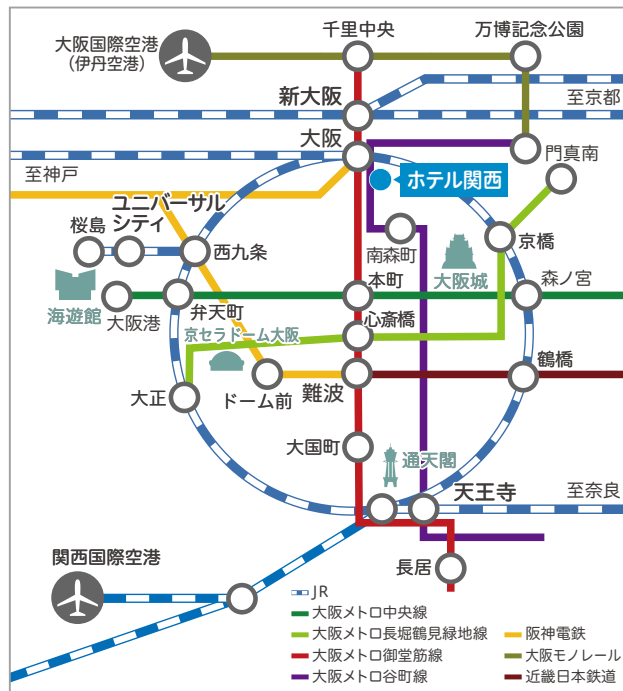 千里中央
万博記念公園
大阪国際空港
(伊丹空港)
新大阪
至京都
大阪
門真南
至神戸
ホテル関西
ユニバーサル
シティ
桜島
西九条
南森町
京橋
大阪城
本町
森ノ宮
海遊館
大阪港
弁天町
心斎橋
京セラドーム大阪
鶴橋
大正
ドーム前
難波
大国町
通天閣
天王寺
至奈良
関西国際空港
長居
JR
大阪メトロ中央線
大阪メトロ長堀鶴見緑地線
阪神電鉄
大阪メトロ御堂筋線
大阪モノレール
大阪メトロ谷町線
近畿日本鉄道